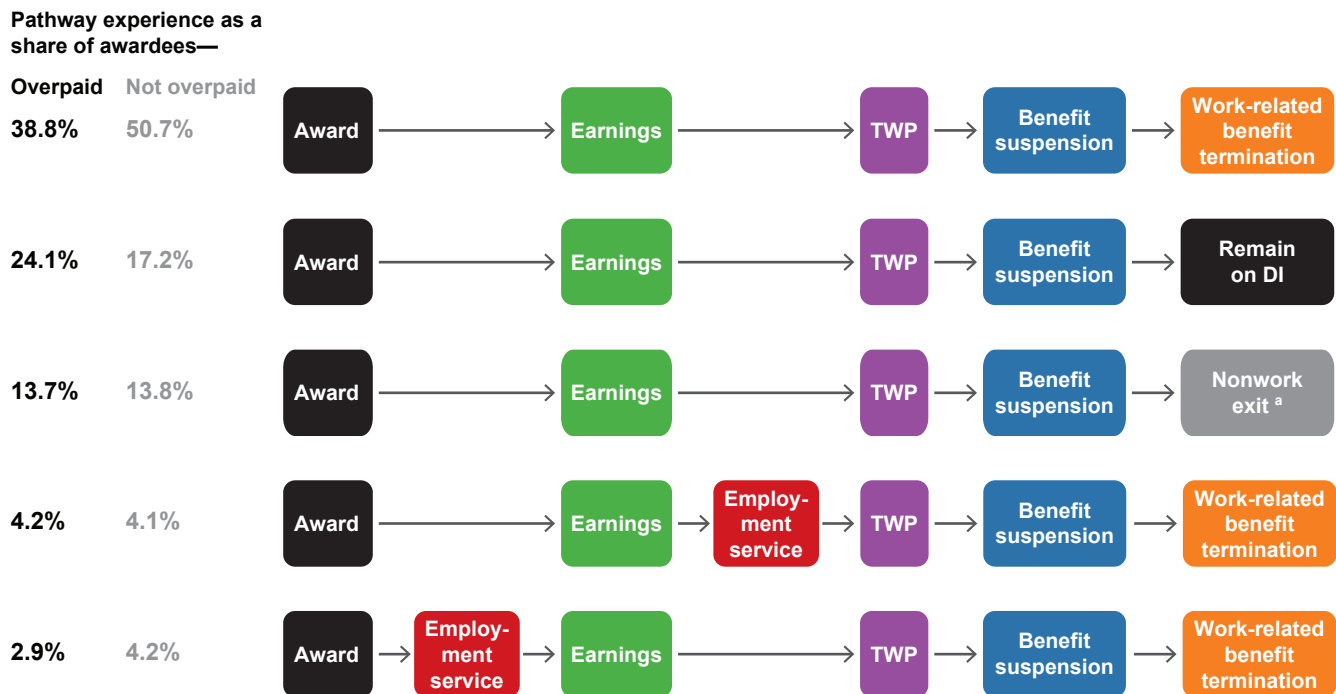 Pathway experience as a
share of awardees—
Overpaid Not overpaid
38.8% 50.7% Award Earnings TWP Benefit
suspension Work-related
benefit
termination
24.1% 17.2% Award Earnings TWP Benefit
suspension Remain
on DI
13.7% 13.8% Award Earnings TWP Benefit
suspension Nonwork
exit a
4.2% 4.1% Award Earnings Employ-
ment
service TWP Benefit
suspension Work-related
benefit
termination
2.9% 4.2% Award Employ-
ment
service Earnings TWP Benefit
suspension Work-related
benefit
termination